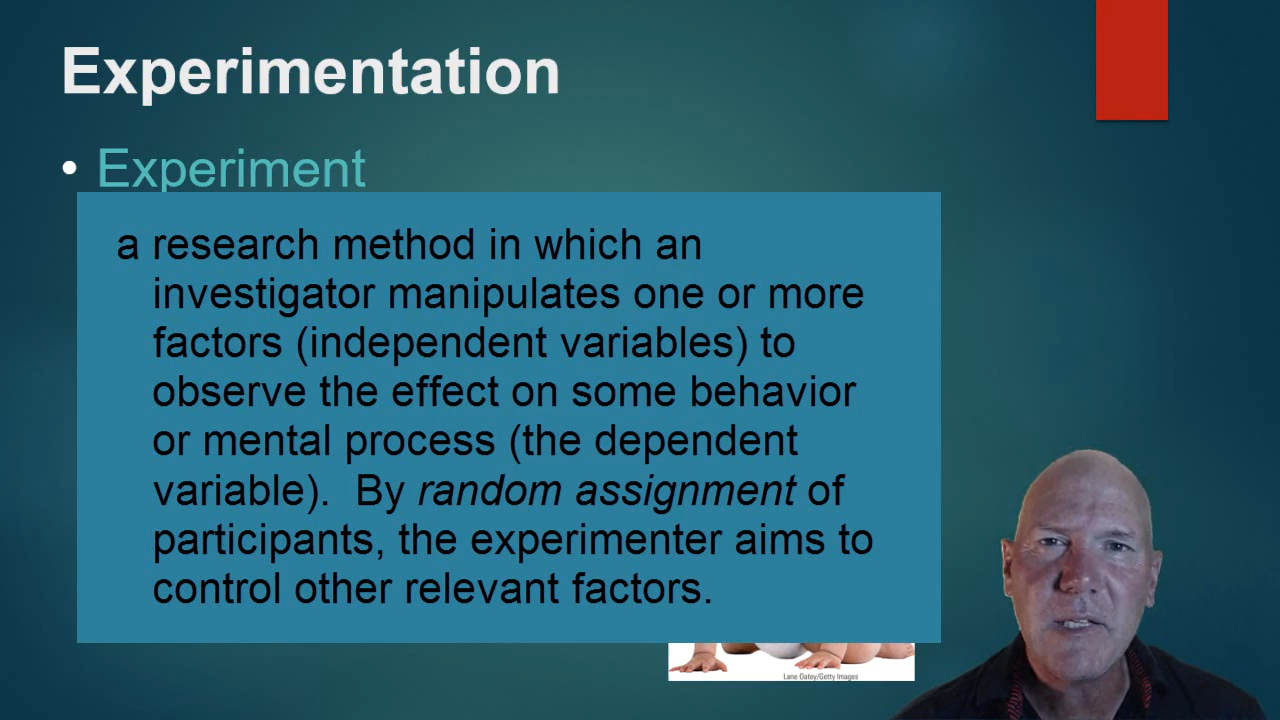 Experimentation
• Experiment
a research method in which an
investigator manipulates one or more
factors (independent variables) to
observe the effect on some behavior
or mental process (the dependent
variable).  By random assignment of
participants, the experimenter aims to
control other relevant factors.
Lane Oatey/Getty Images